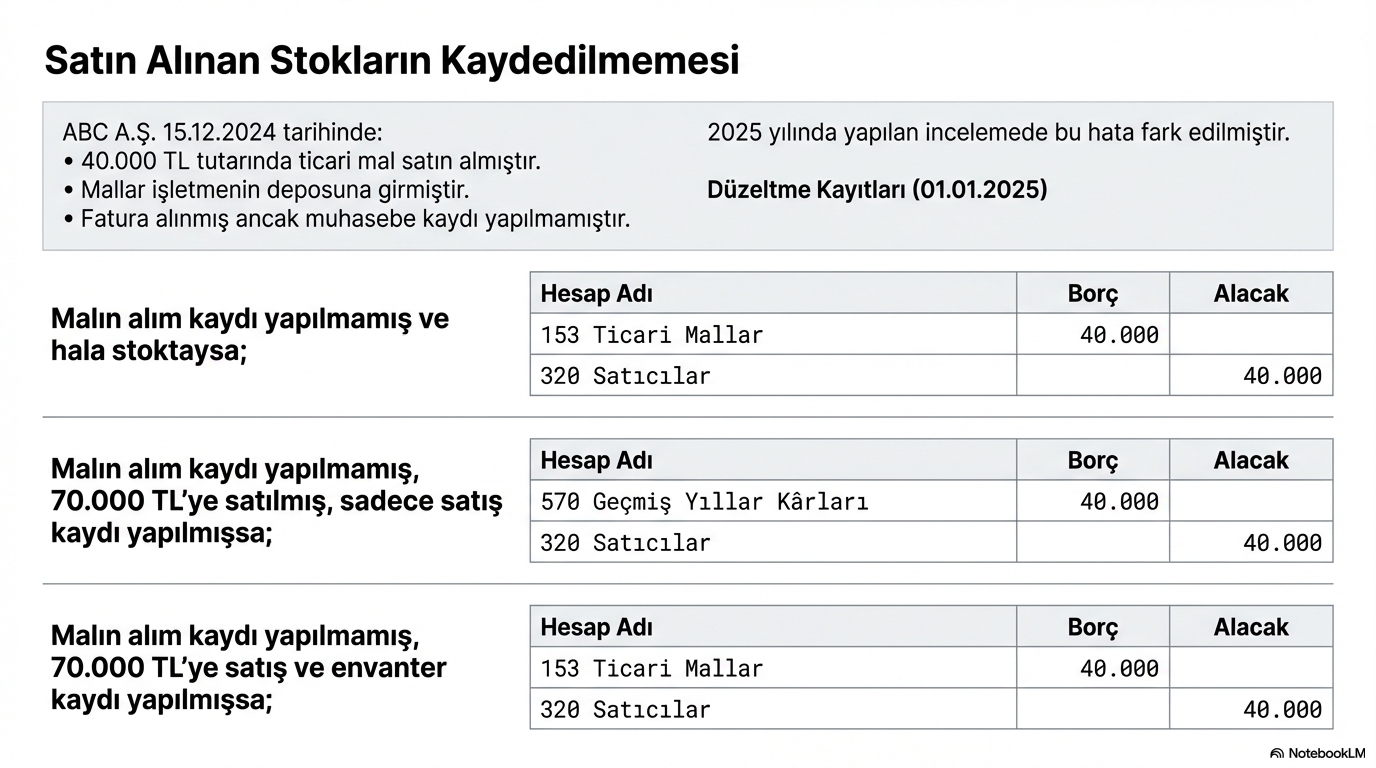 Satın Alınan Stokların Kaydedilmemesi
ABC A.Ş. 15.12.2024 tarihinde:
• 40.000 TL tutarında ticari mal satın almıştır.
• Mallar işletmenin deposuna girmiştir.
• Fatura alınmış ancak muhasebe kaydı yapılmamıştır.
2025 yılında yapılan incelemede bu hata fark edilmiştir.
Düzeltme Kayıtları (01.01.2025)
Malın alım kaydı yapılmamış ve
hala stoktaysa;
Hesap Adı Borç Alacak
153 Ticari Mallar 40.000
320 Satıcılar 40.000
Malın alım kaydı yapılmamış,
70.000 TL’ye satılmış, sadece satış
kaydı yapılmışsa;
Hesap Adı Borç Alacak
570 Geçmiş Yıllar Kârları 40.000
320 Satıcılar 40.000
Malın alım kaydı yapılmamış,
70.000 TL’ye satış ve envanter
kaydı yapılmışsa;
Hesap Adı Borç Alacak
153 Ticari Mallar 40.000
320 Satıcılar 40.000
NotebookLM